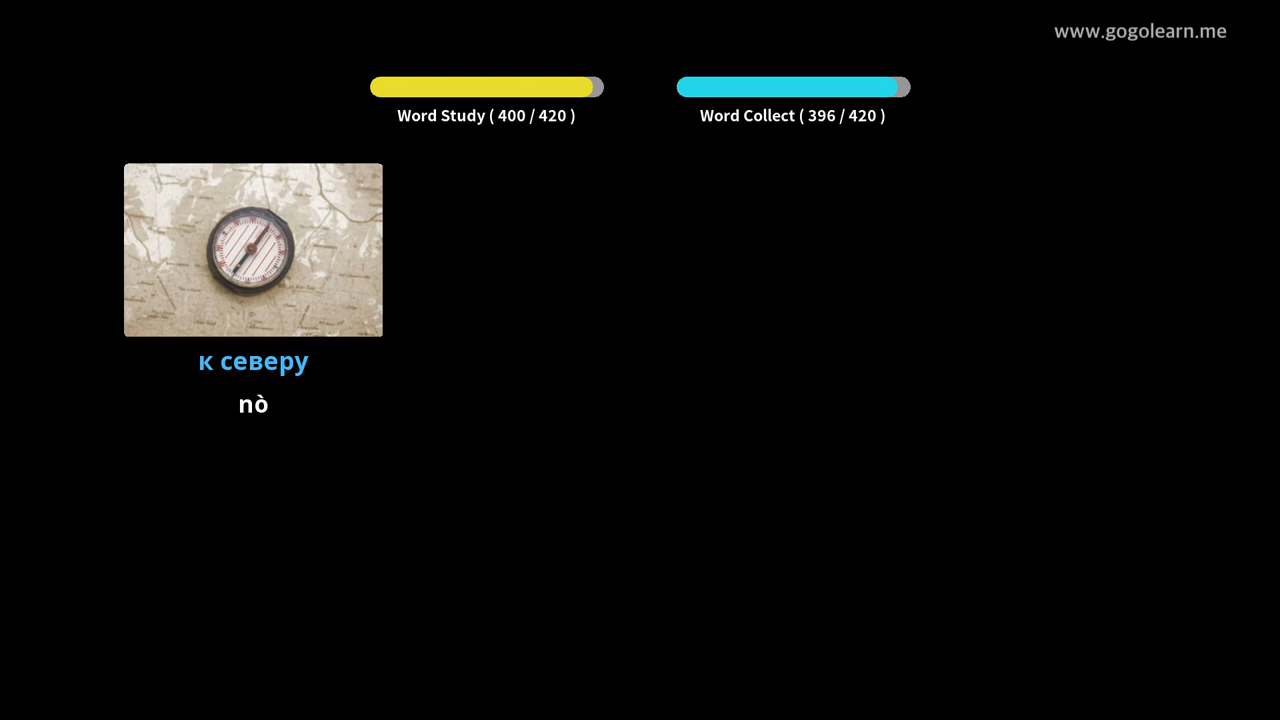 www.gogolearn.me
Word Study ( 400 / 420 )
Word Collect ( 396 / 420 )
к северу
nò